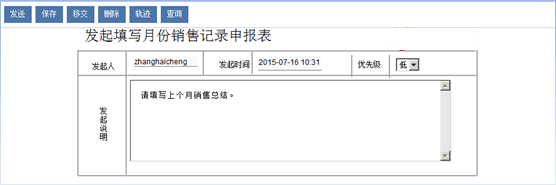 发送 保存 移交 删除 轨迹 查询
发起填写月份销售记录申报表
发起人 zhanghaicheng 发起时间 2015-07-16 10:31 优先级 低
发起说明 请填写上个月销售总结。